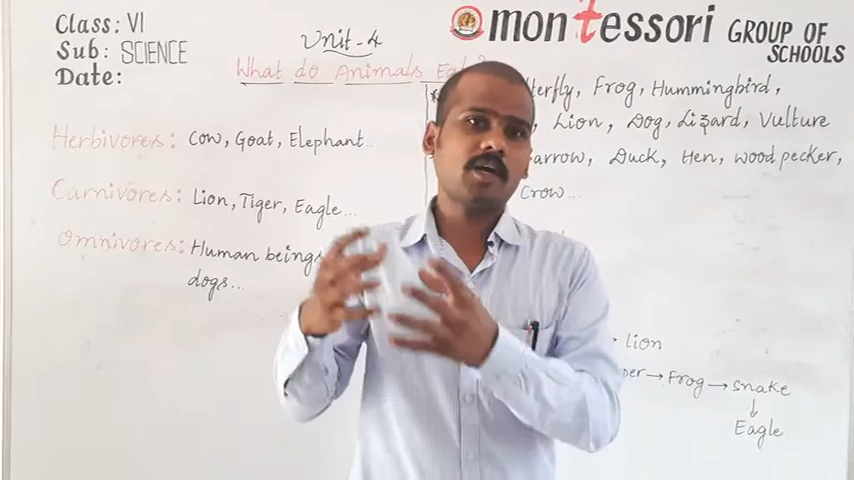 Class: VI
Sub: SCIENCE
Date:
Unit-4
What do Animals Eat?
montessori GROUP OF
SCHOOLS
Herbivores: Cow, Goat, Elephant...
Carnivores: Lion, Tiger, Eagle...
Omnivores: Human beings
dogs...
Frog, Hummingbird,
Lion, Dog, Lizard, Vulture
Duck, Hen, wood pecker,
Crow...
lion
→ Frog → snake
↓
Eagle